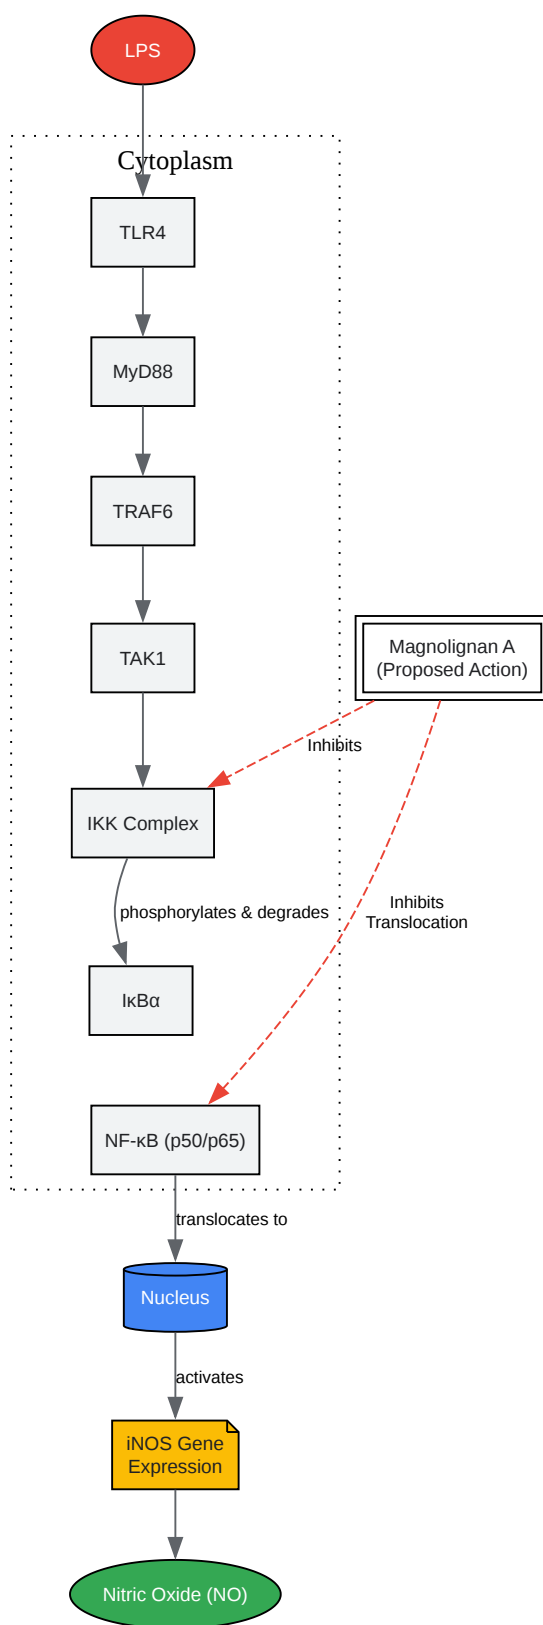 LPS
Cytoplasm
TLR4
MyD88
TRAF6
TAK1
Magnolignan A
(Proposed Action)
Inhibits
IKK Complex
phosphorylates & degrades
Inhibits
Translocation
IκBα
NF-κB (p50/p65)
translocates to
Nucleus
activates
iNOS Gene
Expression
Nitric Oxide (NO)